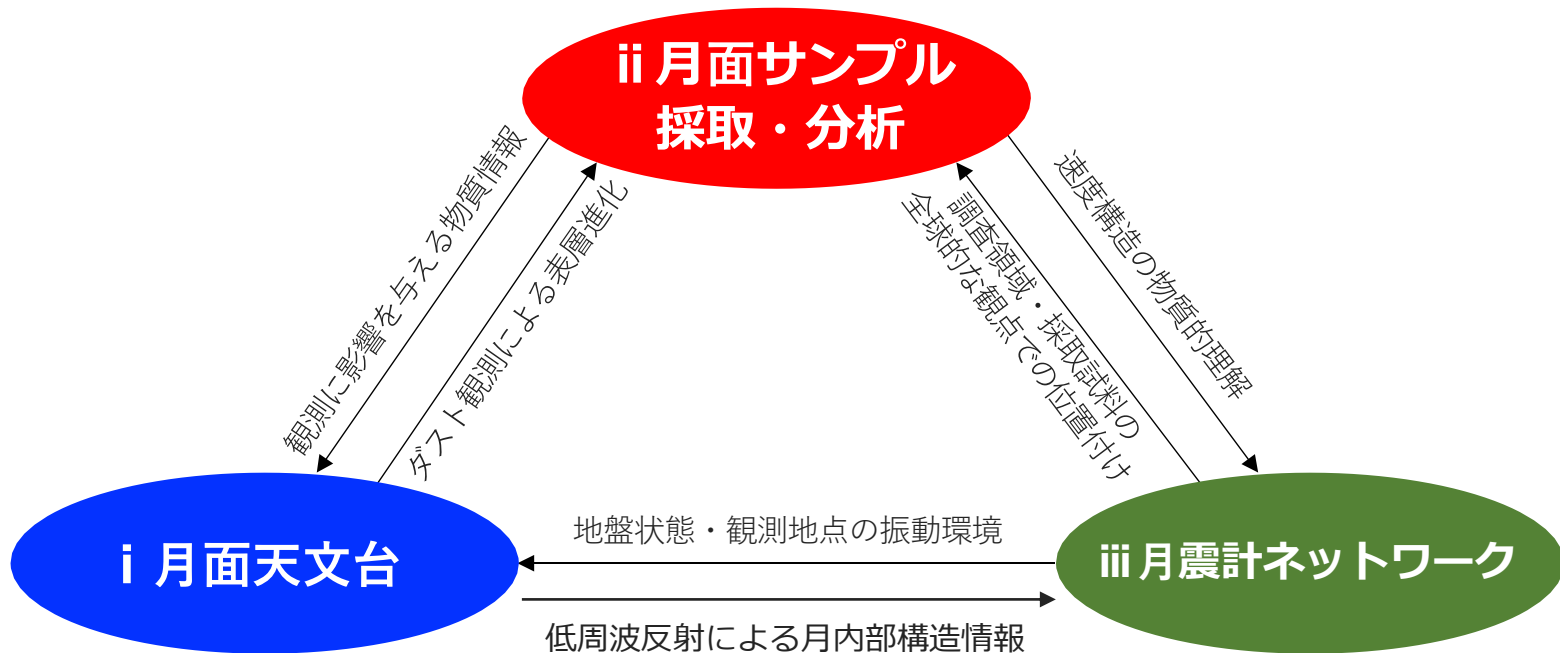 ⅱ月面サンプル
採取・分析
観測に影響を与える物質情報
ダスト観測による表層進化
速度構造の物質的理解
調査領域・採取試料の
全球的な観点での位置付け
地盤状態・観測地点の振動環境
ⅰ 月面天文台
ⅲ月震計ネットワーク
低周波反射による月内部構造情報